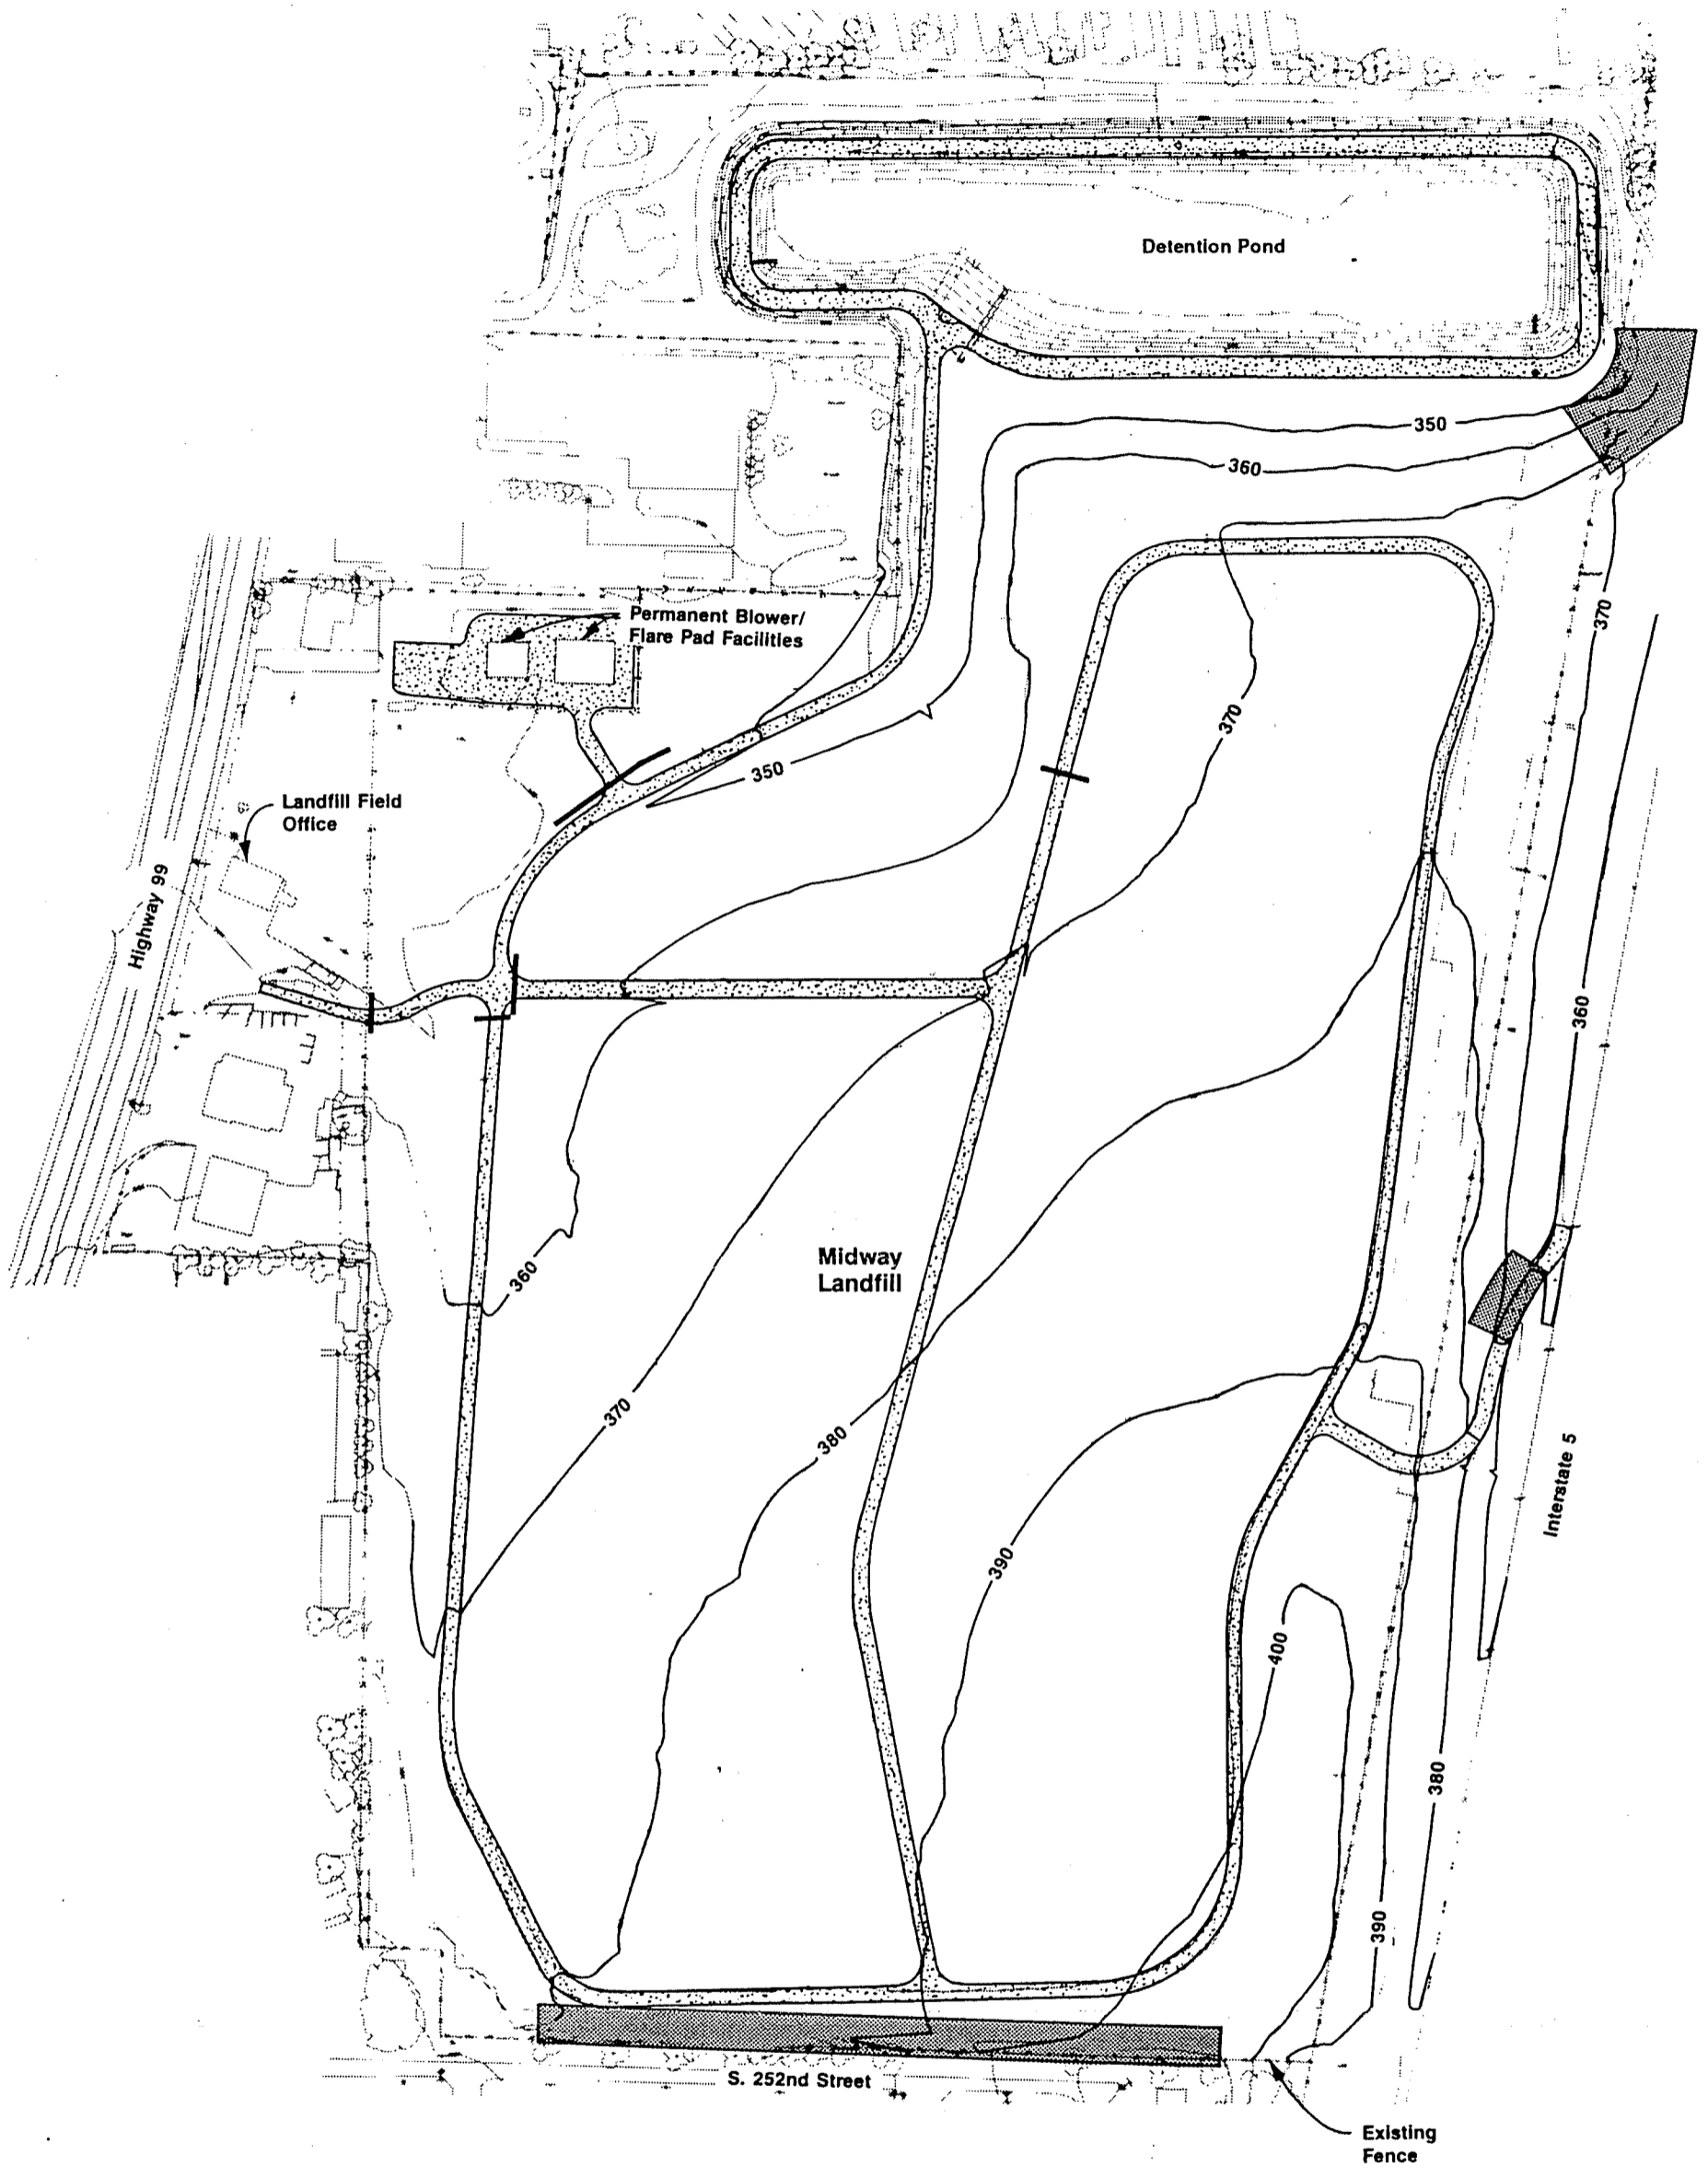 Detention Pond
350
360
370
Permanent Blower/
Flare Pad Facilities
370
350
Landfill Field
Office
Highway 99
360
Midway
Landfill
360
370
380
390
Interstate 5
400
380
390
S. 252nd Street
Existing
Fence